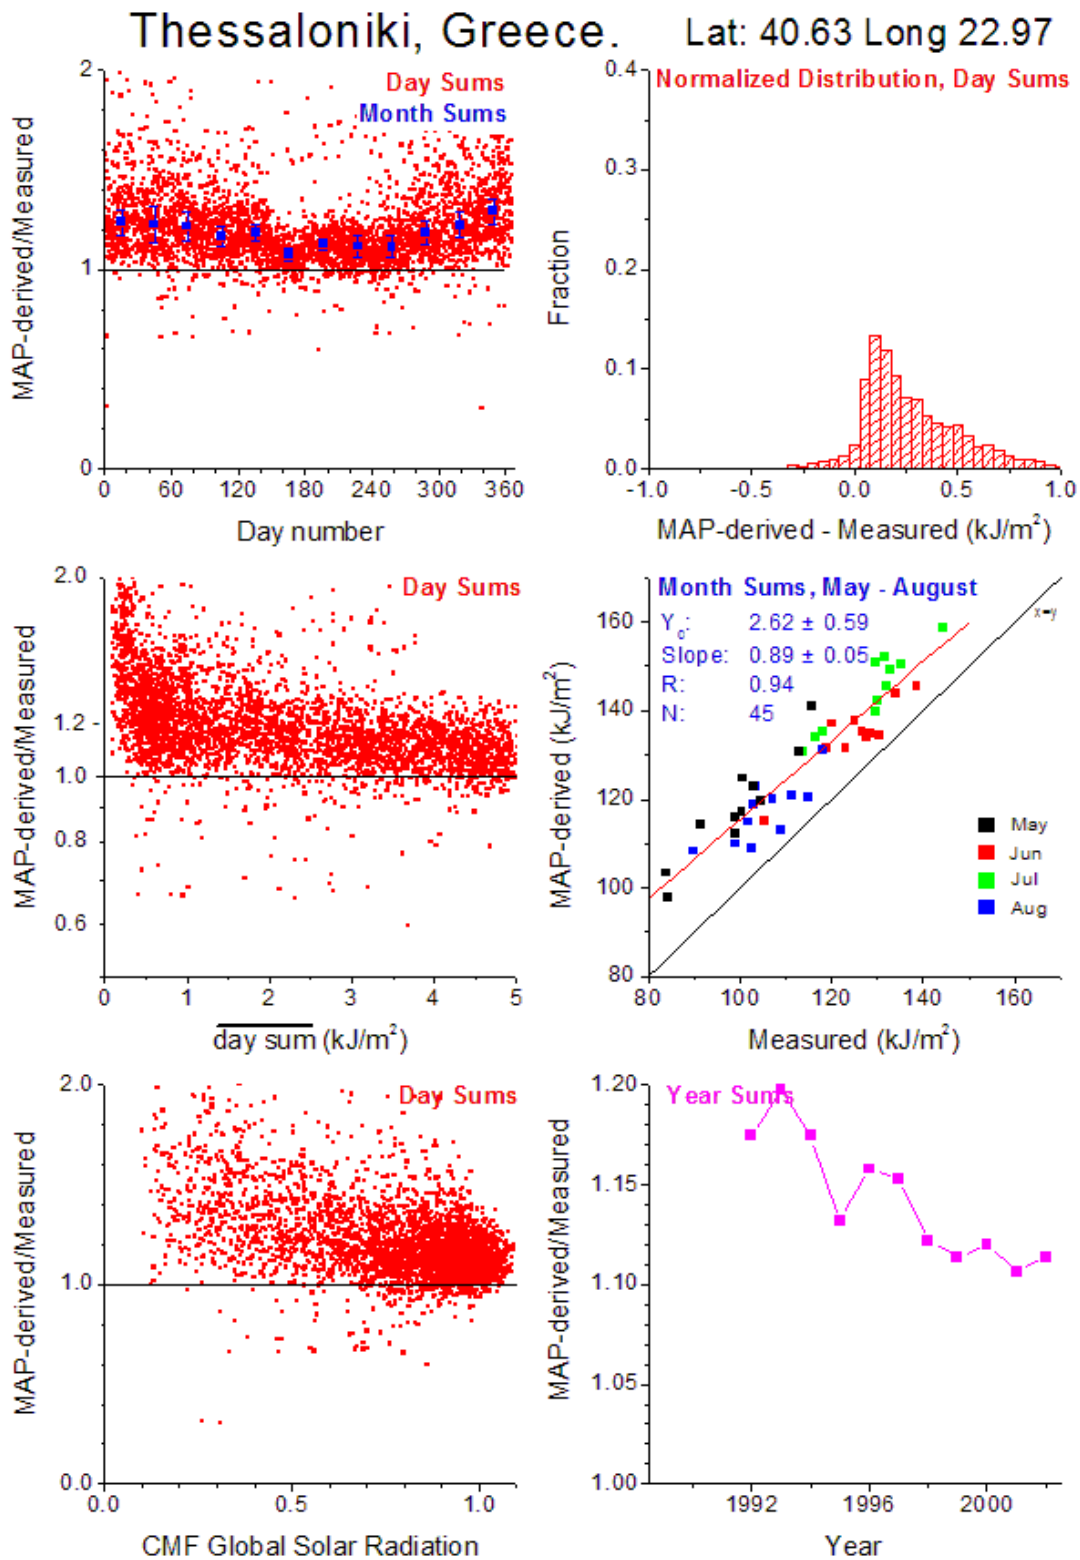 Thessaloniki, Greece. Lat: 40.63 Long 22.97
Day Sums
Month Sums
MAP-derived/Measured
2
1
0
0 60 120 180 240 300 360
Day number
Normalized Distribution, Day Sums
Fraction
0.4
0.3
0.2
0.1
0.0
-1.0 -0.5 0.0 0.5 1.0
MAP-derived - Measured (kJ/m²)
Day Sums
MAP-derived/Measured
2.0
1.2
1.0
0.8
0.6
0 1 2 3 4 5
day sum (kJ/m²)
Month Sums, May - August
Y₀: 2.62 ± 0.59
Slope: 0.89 ± 0.05
R: 0.94
N: 45
x=y
MAP-derived (kJ/m²)
160
140
120
100
80
May
Jun
Jul
Aug
80 100 120 140 160
Measured (kJ/m²)
Day Sums
MAP-derived/Measured
2.0
1.0
0.0
0.0 0.5 1.0
CMF Global Solar Radiation
Year Sums
MAP-derived/Measured
1.20
1.15
1.10
1.05
1.00
1992 1996 2000
Year